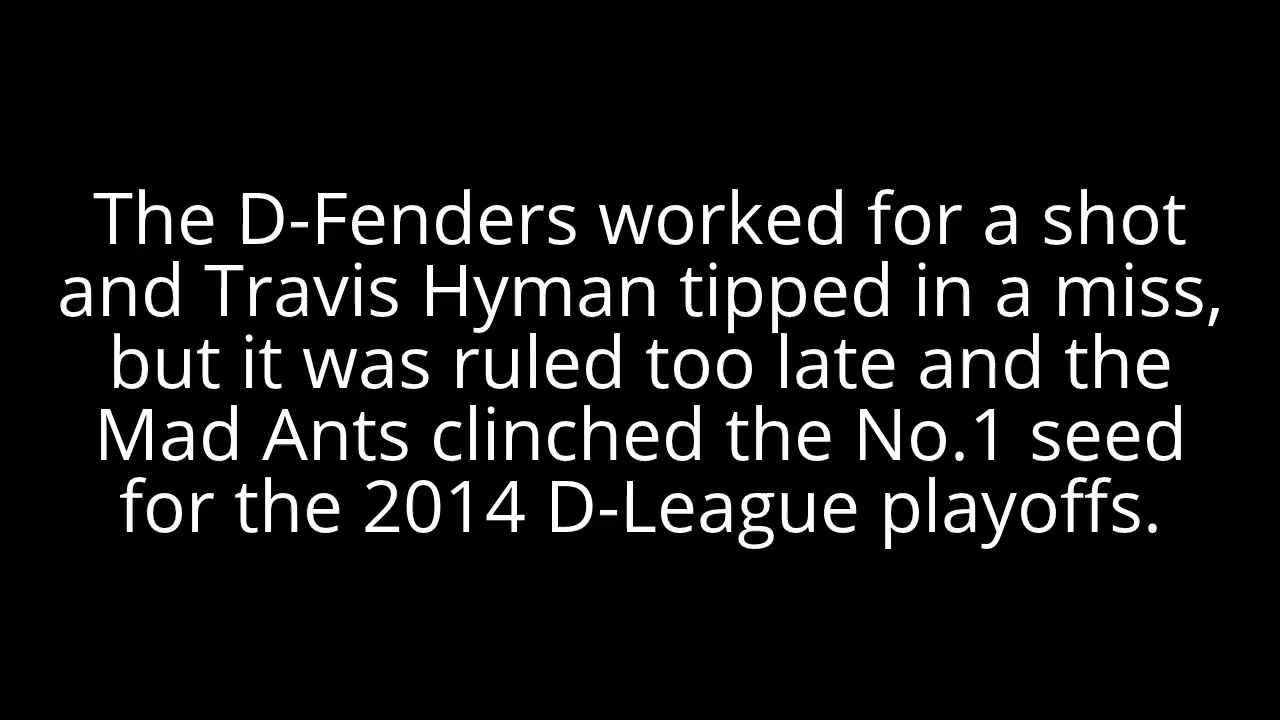 The D-Fenders worked for a shot
and Travis Hyman tipped in a miss,
but it was ruled too late and the
Mad Ants clinched the No.1 seed
for the 2014 D-League playoffs.